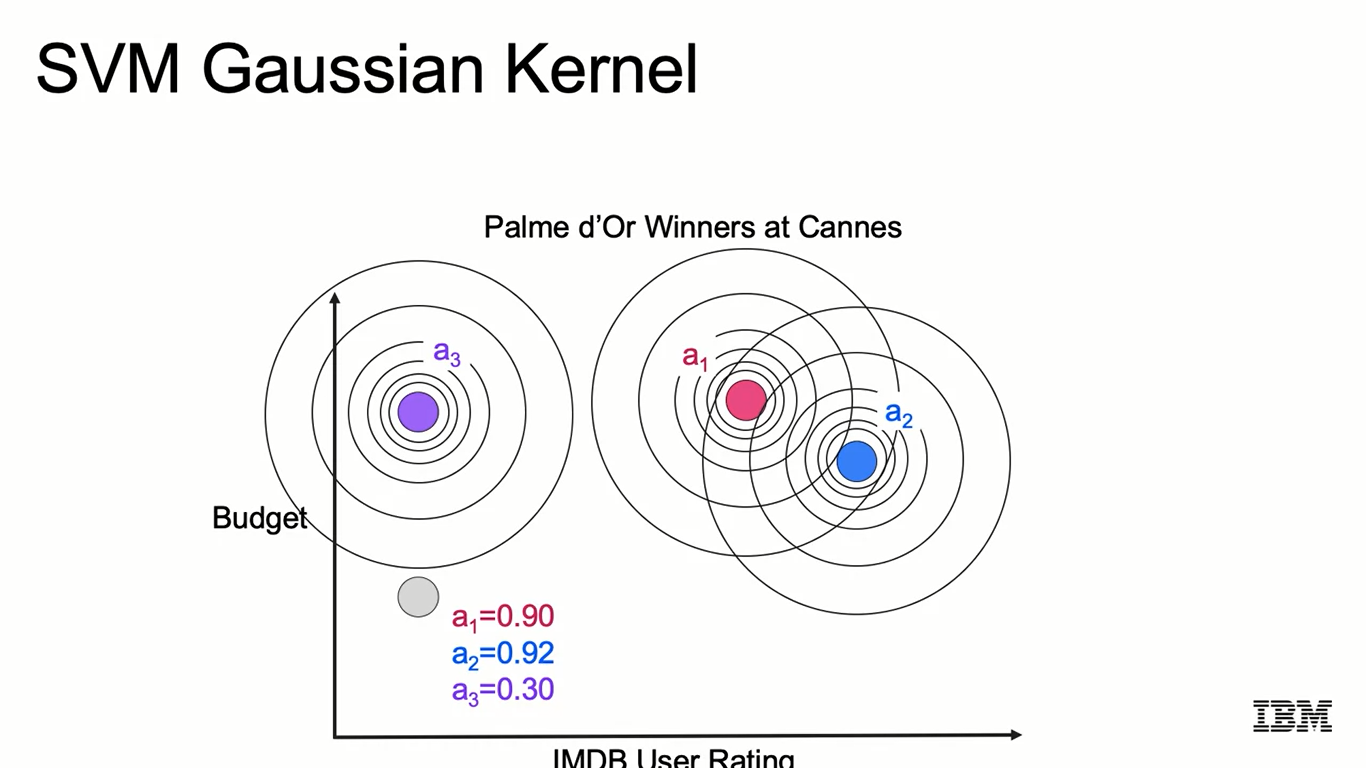 SVM Gaussian Kernel
Palme d'Or Winners at Cannes
a3
a1
a2
Budget
a1=0.90
a2=0.92
a3=0.30
IBM
IMDB User Rating